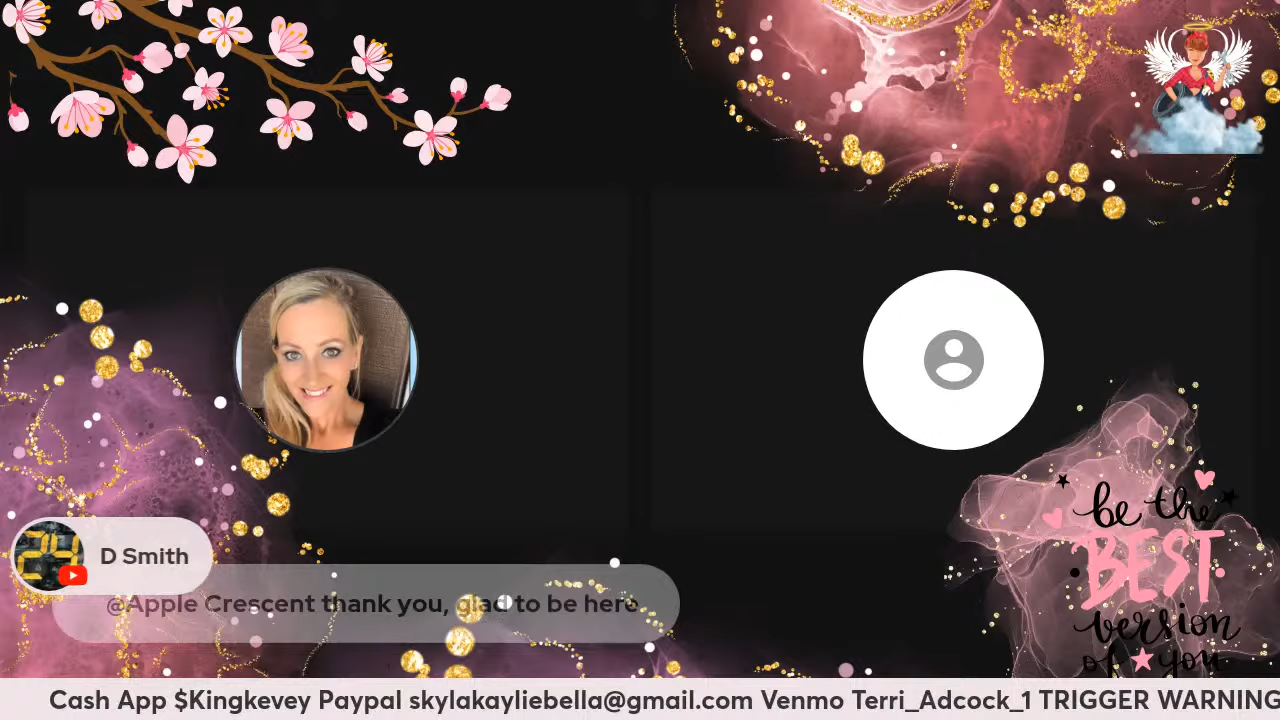 be the
BEST
version
of you
24
D Smith
@Apple Crescent thank you, glad to be here
Cash App $Kingkevey Paypal skylakayliebella@gmail.com Venmo Terri_Adcock_1 TRIGGER WARNING